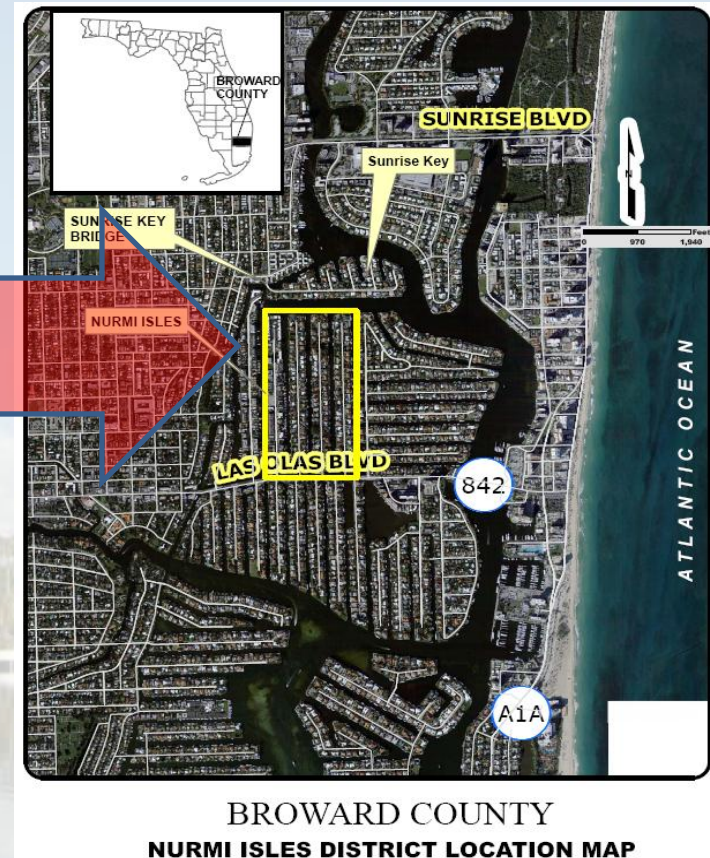 BROWARD
COUNTY
SUNRISE BLVD
Sunrise Key
N
SUNRISE KEY
BRIDGE
Feet
0 970 1,940
NURMI ISLES
ATLANTIC OCEAN
LAS OLAS BLVD
842
A1A
BROWARD COUNTY
NURMI ISLES DISTRICT LOCATION MAP